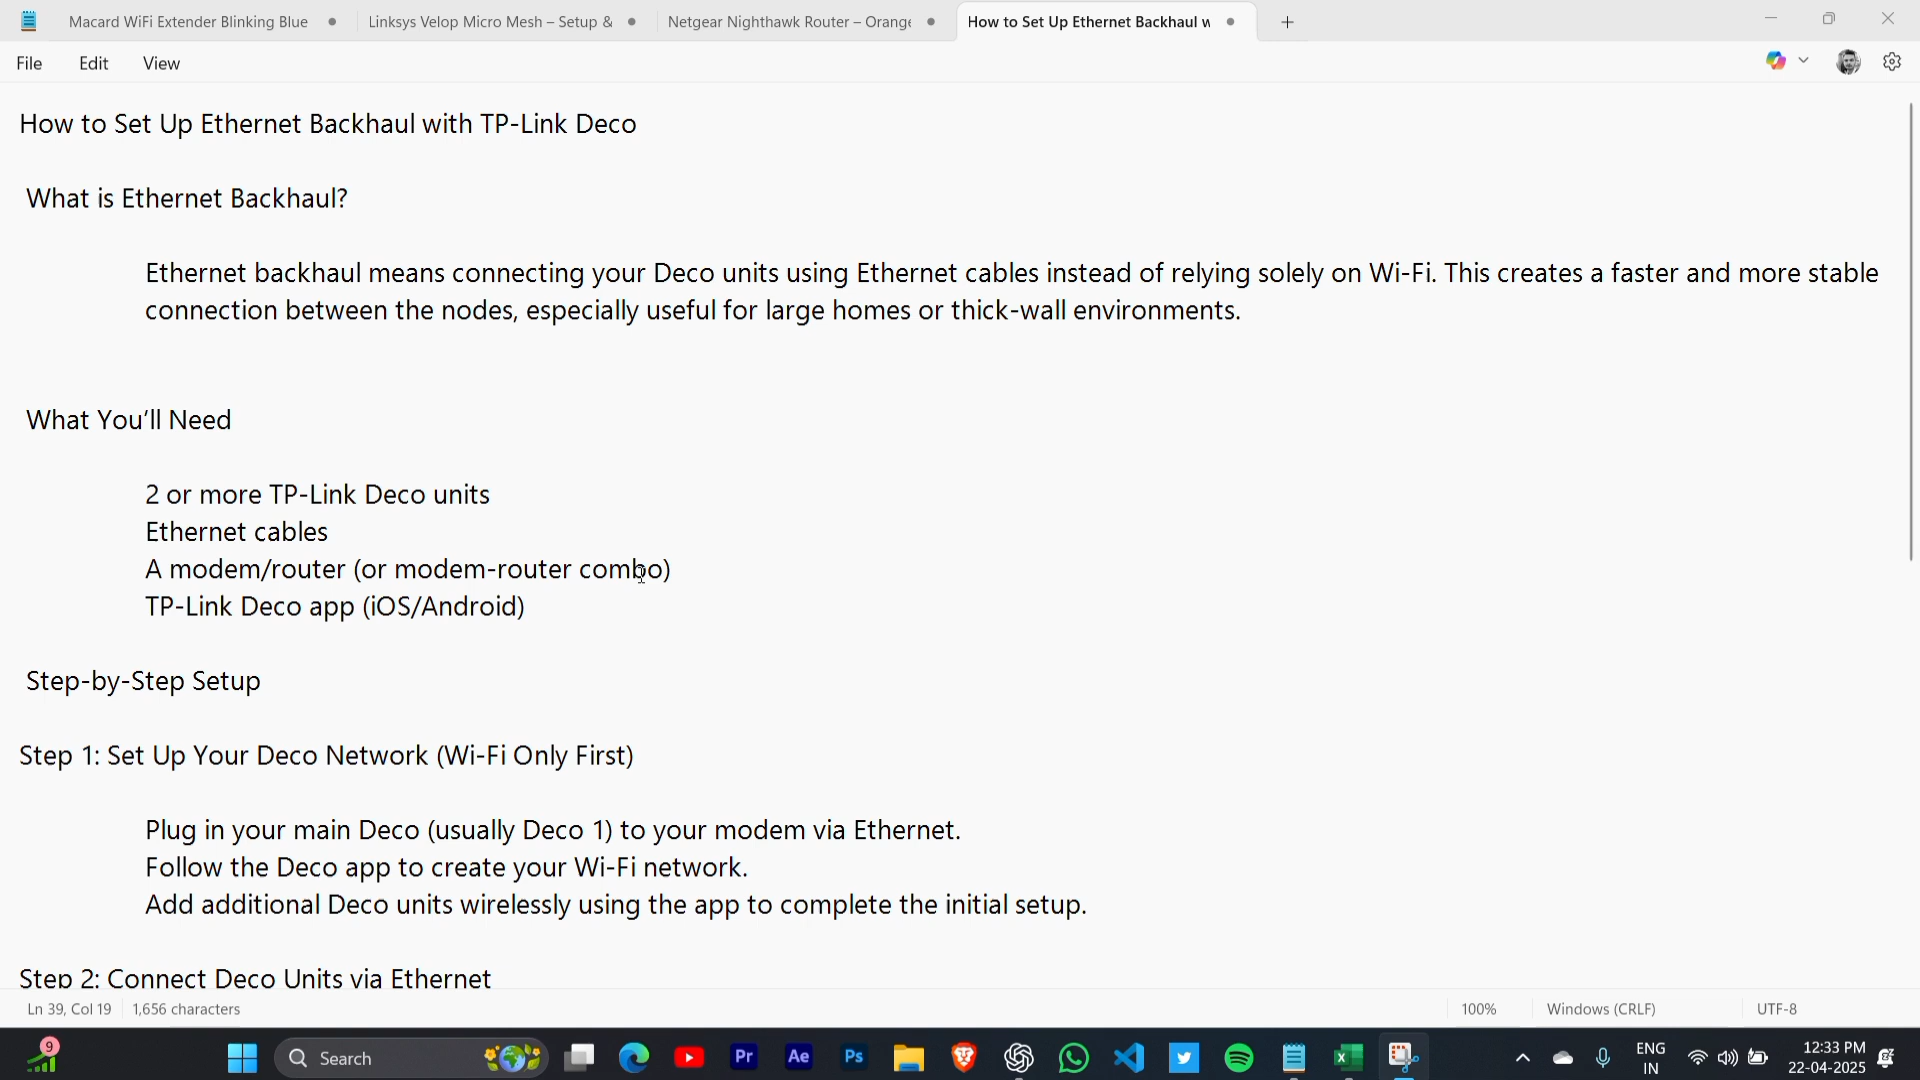 Macard WiFi Extender Blinking Blue
Linksys Velop Micro Mesh – Setup &
Netgear Nighthawk Router – Orange
How to Set Up Ethernet Backhaul w
File
Edit
View
How to Set Up Ethernet Backhaul with TP-Link Deco
What is Ethernet Backhaul?
Ethernet backhaul means connecting your Deco units using Ethernet cables instead of relying solely on Wi-Fi. This creates a faster and more stable
connection between the nodes, especially useful for large homes or thick-wall environments.
What You’ll Need
2 or more TP-Link Deco units
Ethernet cables
A modem/router (or modem-router combo)
TP-Link Deco app (iOS/Android)
Step-by-Step Setup
Step 1: Set Up Your Deco Network (Wi-Fi Only First)
Plug in your main Deco (usually Deco 1) to your modem via Ethernet.
Follow the Deco app to create your Wi-Fi network.
Add additional Deco units wirelessly using the app to complete the initial setup.
Step 2: Connect Deco Units via Ethernet
Ln 39, Col 19
1,656 characters
100%
Windows (CRLF)
UTF-8
9
Search
Pr
Ae
Ps
ENG
IN
12:33 PM
22-04-2025